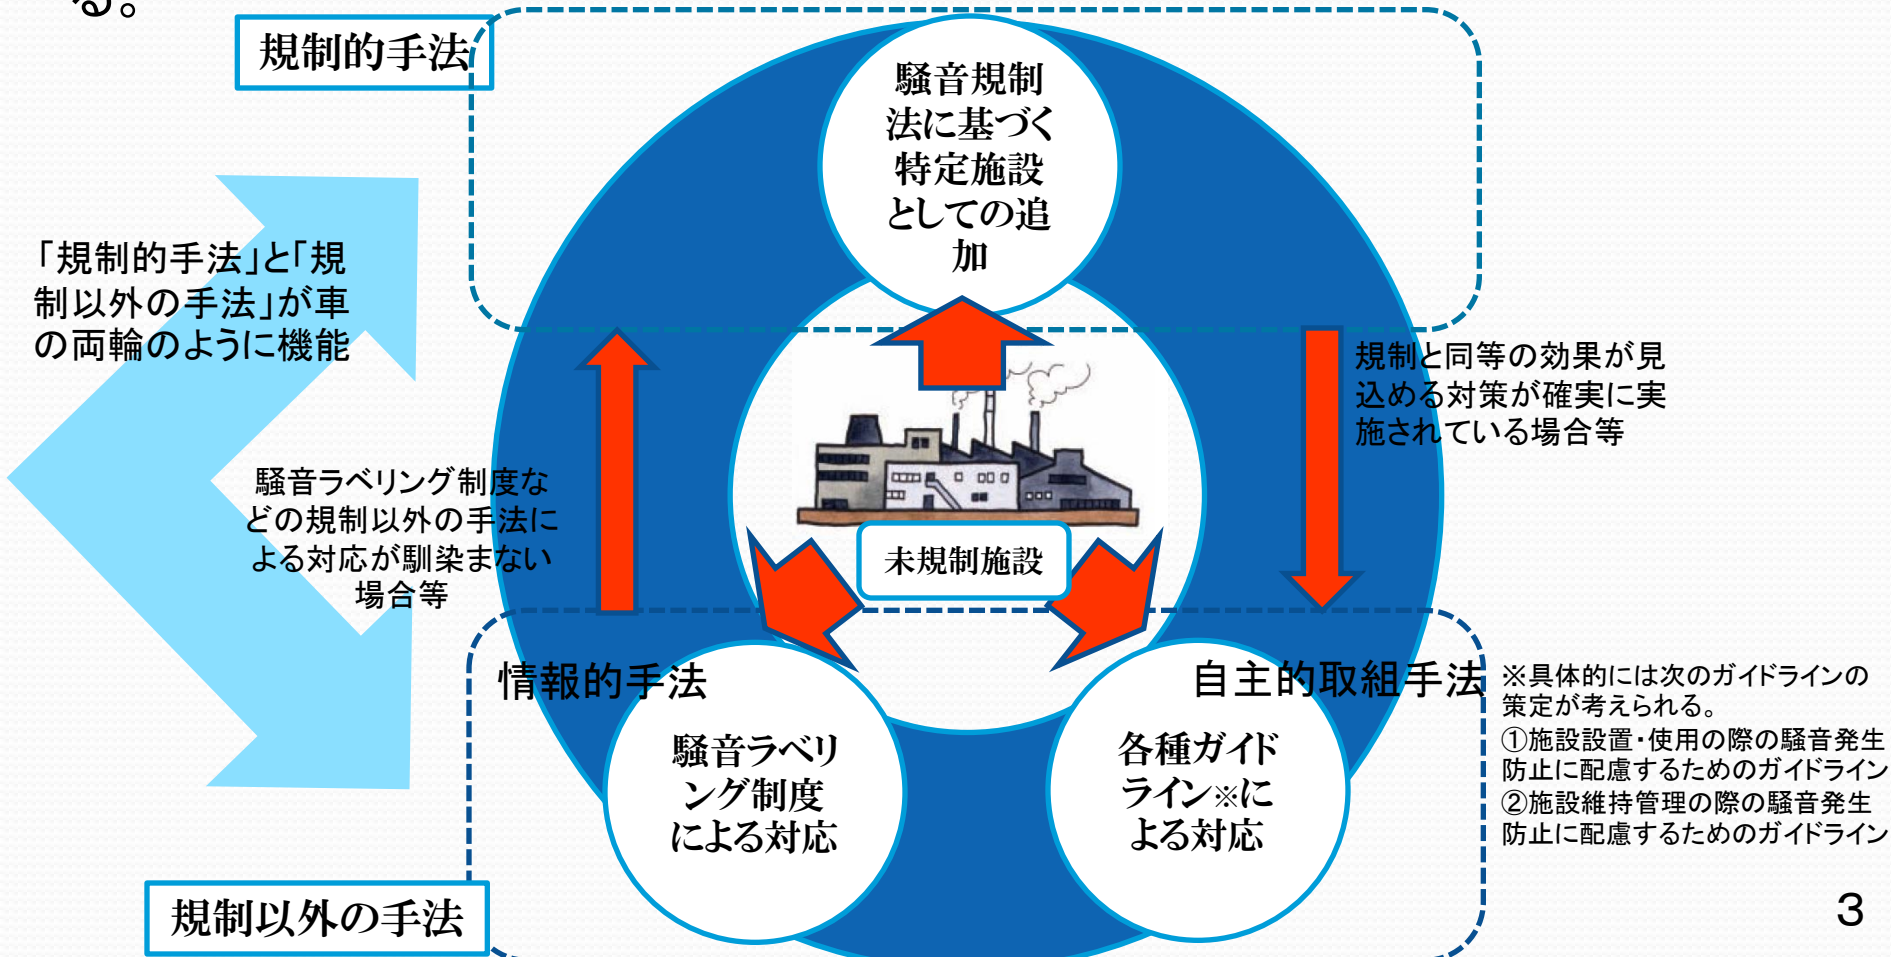 る。
規制的手法
騒音規制
法に基づく
特定施設
としての追
加
「規制的手法」と「規
制以外の手法」が車
の両輪のように機能
規制と同等の効果が見
込める対策が確実に実
施されている場合等
騒音ラベリング制度な
どの規制以外の手法に
よる対応が馴染まない
場合等
未規制施設
情報的手法
自主的取組手法
騒音ラベリ
ング制度
による対応
各種ガイド
ライン※に
よる対応
※具体的には次のガイドラインの
策定が考えられる。
①施設設置・使用の際の騒音発生
防止に配慮するためのガイドライン
②施設維持管理の際の騒音発生
防止に配慮するためのガイドライン
規制以外の手法
3